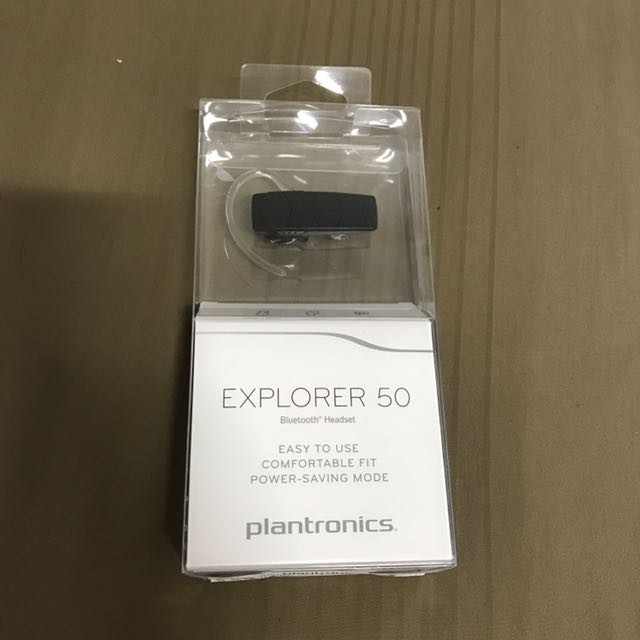 EXPLORER 50
Bluetooth® Headset
EASY TO USE
COMFORTABLE FIT
POWER-SAVING MODE
plantronics®